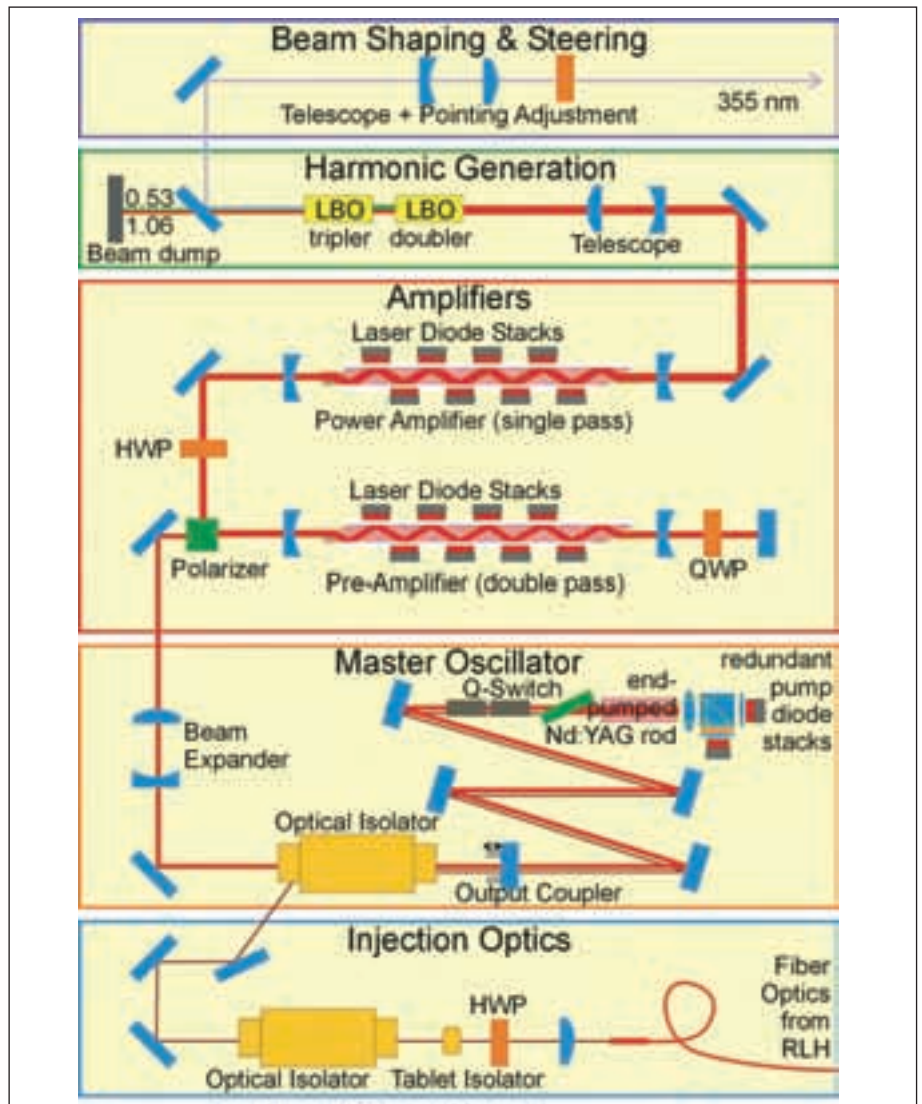 Beam Shaping & Steering
355 nm
Telescope + Pointing Adjustment
Harmonic Generation
0.53
1.06
Beam dump
LBO
LBO
tripler
doubler
Telescope
Amplifiers
Laser Diode Stacks
Power Amplifier (single pass)
HWP
Laser Diode Stacks
Polarizer
Pre-Amplifier (double pass)
QWP
Master Oscillator
Q-Switch
end-
pumped
Nd:YAG rod
redundant
pump
diode
stacks
Beam
Expander
Optical Isolator
Output Coupler
Injection Optics
HWP
Fiber
Optics
from
RLH
Optical Isolator
Tablet Isolator